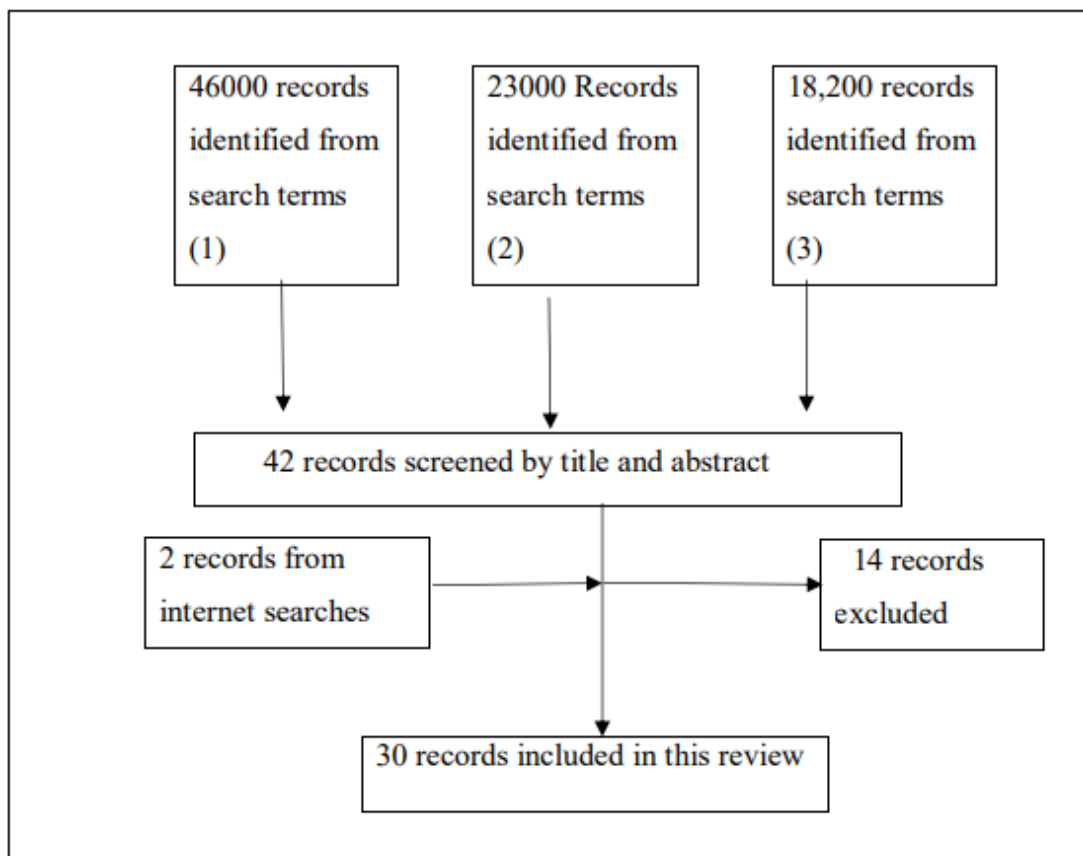 46000 records
identified from
search terms
(1)
23000 Records
identified from
search terms
(2)
18,200 records
identified from
search terms
(3)
42 records screened by title and abstract
2 records from
internet searches
14 records
excluded
30 records included in this review